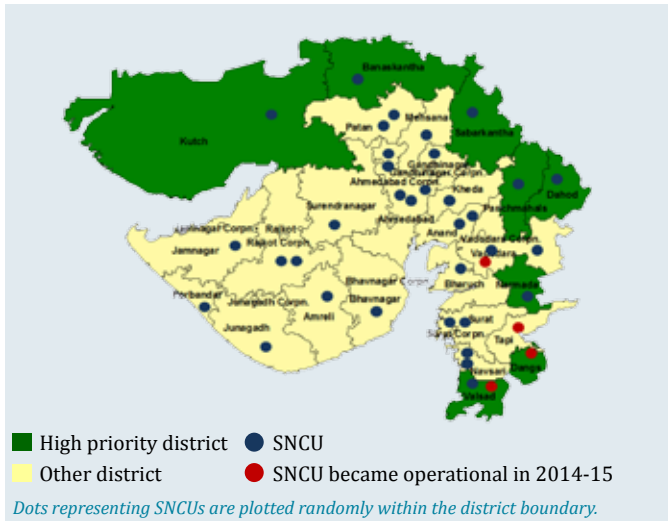 Banaskantha
Kutch
Patan
Mehsana
Sabarkantha
Gandhinagar
Gandhinagar Corpn.
Ahmedabad Corpn.
Kheda
Dahod
Panchmahals
Surendranagar
Ahmedabad
Anand
Jamnagar Corpn.
Rajkot
Rajkot Corpn.
Jamnagar
Vadodara Corpn.
Vadodara
Bhavnagar Corpn.
Bharuch
Narmada
Porbandar
Junagadh Corpn.
Bhavnagar
Amreli
Junagadh
Surat
Surat Corpn.
Tapi
Navsari
Dangs
Valsad
High priority district SNCU
Other district SNCU became operational in 2014-15
Dots representing SNCUs are plotted randomly within the district boundary.